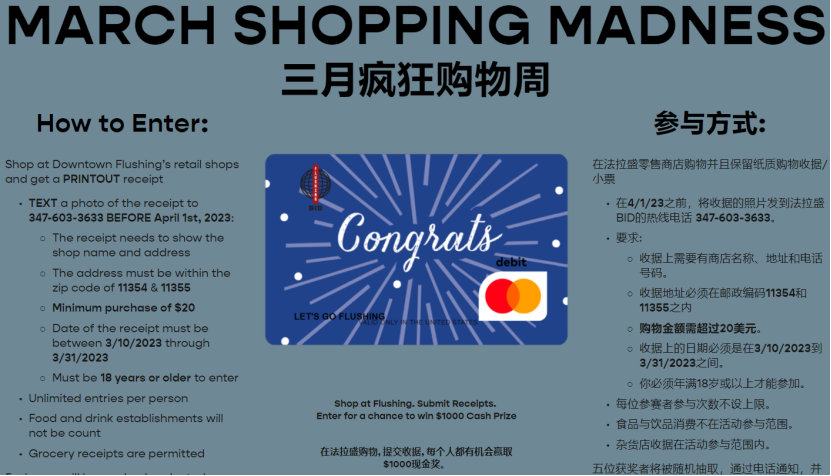 MARCH SHOPPING MADNESS
三月疯狂购物周
How to Enter:
Shop at Downtown Flushing's retail shops
and get a PRINTOUT receipt
• TEXT a photo of the receipt to
347-603-3633 BEFORE April 1st, 2023:
○ The receipt needs to show the
shop name and address
○ The address must be within the
zip code of 11354 & 11355
○ Minimum purchase of $20
○ Date of the receipt must be
between 3/10/2023 through
3/31/2023
○ Must be 18 years or older to enter
• Unlimited entries per person
• Food and drink establishments will
not be count
• Grocery receipts are permitted
FLUSHING
BID
Congrats
debit
LET'S GO FLUSHING
VALID ONLY IN THE UNITED STATES
Shop at Flushing. Submit Receipts.
Enter for a chance to win $1000 Cash Prize
在法拉盛购物, 提交收据, 每个人都有机会赢取
$1000现金奖。
参与方式:
在法拉盛零售商店购物并且保留纸质购物收据/
小票
• 在4/1/23之前，将收据的照片发到法拉盛
BID的热线电话 347-603-3633。
• 要求:
○ 收据上需要有商店名称、地址和电话
号码。
○ 收据地址必须在邮政编码11354和
11355之内
○ 购物金额需超过20美元。
○ 收据上的日期必须是在3/10/2023到
3/31/2023之间。
○ 你必须年满18岁或以上才能参加。
• 每位参赛者参与次数不设上限。
• 食品与饮品消费不在活动参与范围。
• 杂货店收据在活动参与范围内。
五位获奖者将被随机抽取，通过电话通知，并